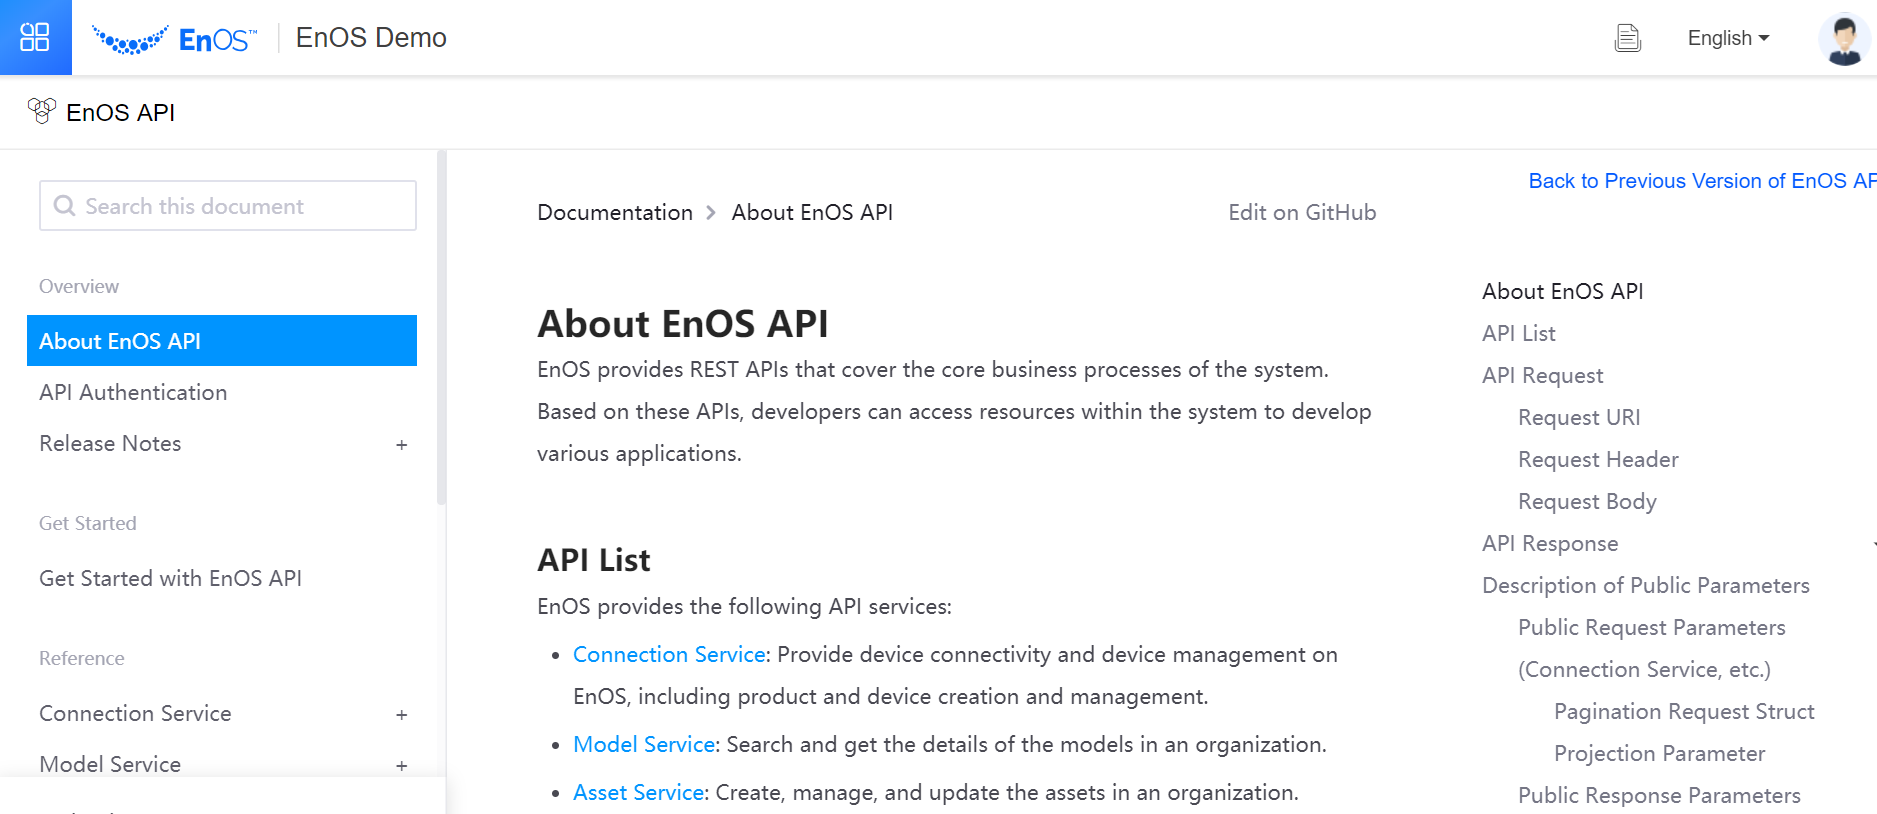 EnOS™ EnOS Demo English
EnOS API
Back to Previous Version of EnOS AP
Search this document
Documentation > About EnOS API Edit on GitHub
Overview
About EnOS API
API Authentication
Release Notes +
Get Started
Get Started with EnOS API
Reference
Connection Service +
Model Service +
About EnOS API
EnOS provides REST APIs that cover the core business processes of the system.
Based on these APIs, developers can access resources within the system to develop
various applications.
API List
EnOS provides the following API services:
• Connection Service: Provide device connectivity and device management on
EnOS, including product and device creation and management.
• Model Service: Search and get the details of the models in an organization.
• Asset Service: Create, manage, and update the assets in an organization.
About EnOS API
API List
API Request
Request URI
Request Header
Request Body
API Response
Description of Public Parameters
Public Request Parameters
(Connection Service, etc.)
Pagination Request Struct
Projection Parameter
Public Response Parameters